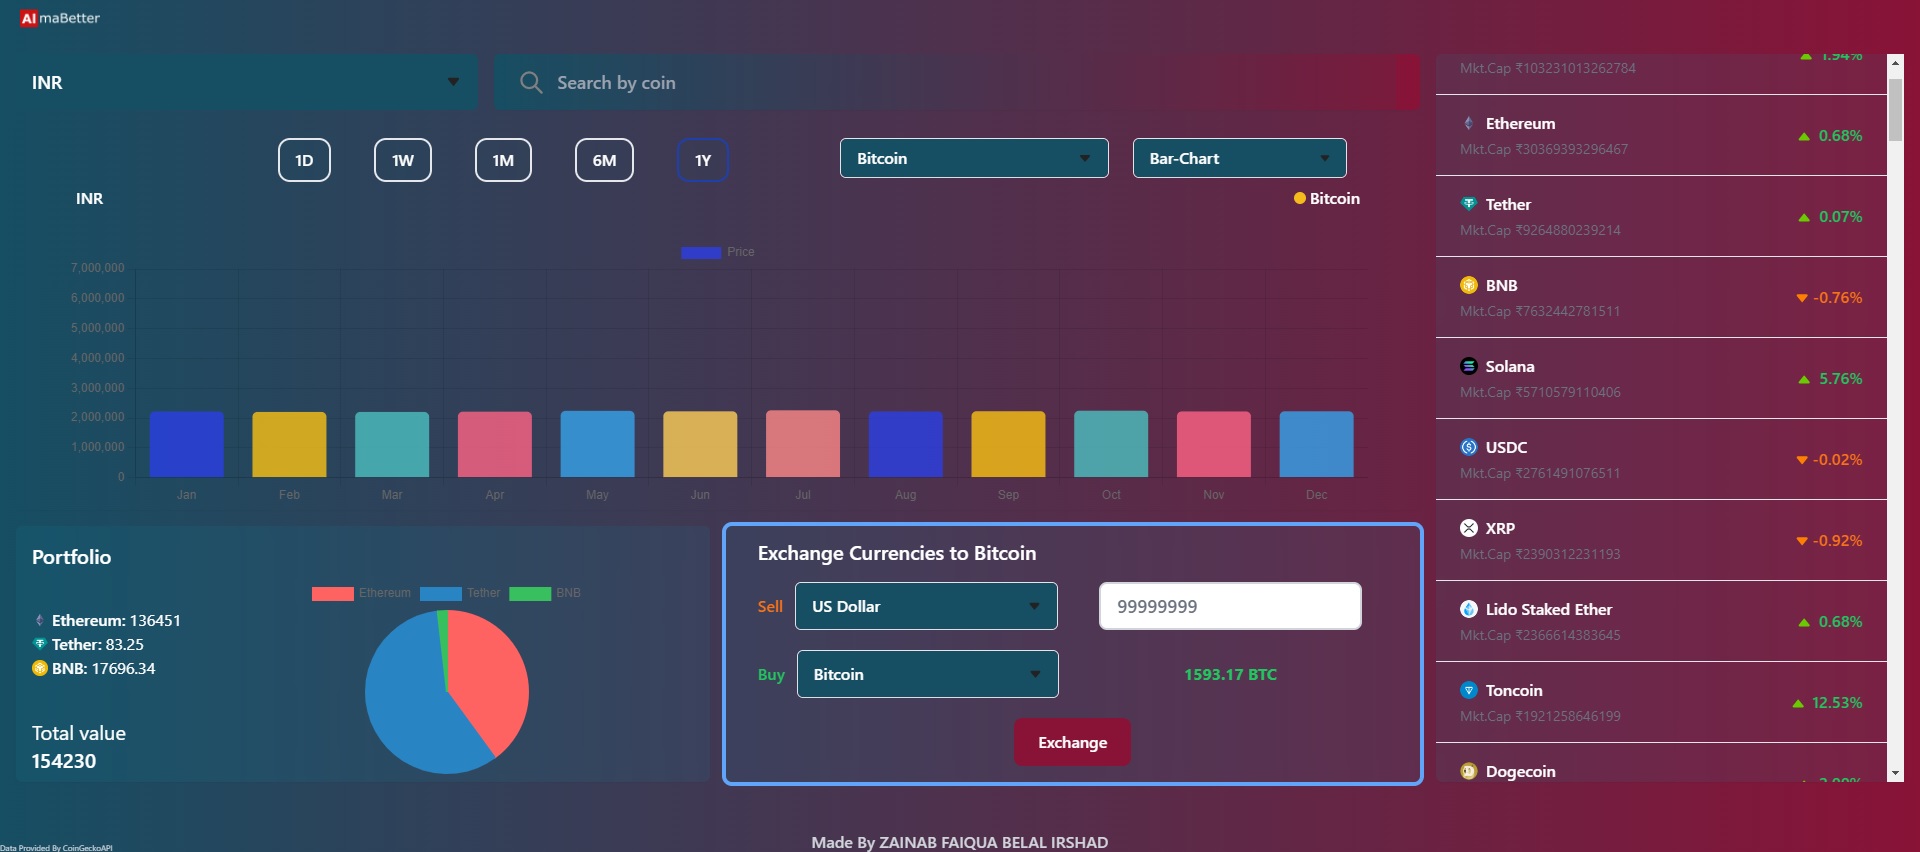 AlmaBetter
INR
Search by coin
1D
1W
1M
6M
1Y
Bitcoin
Bar-Chart
INR
Bitcoin
Price
7,000,000
6,000,000
5,000,000
4,000,000
3,000,000
2,000,000
1,000,000
0
Jan
Feb
Mar
Apr
May
Jun
Jul
Aug
Sep
Oct
Nov
Dec
Portfolio
Ethereum
Tether
BNB
Ethereum: 136451
Tether: 83.25
BNB: 17696.34
Total value
154230
Exchange Currencies to Bitcoin
Sell
US Dollar
99999999
Buy
Bitcoin
1593.17 BTC
Exchange
1.94%
Mkt.Cap ₹103231013262784
Ethereum
0.68%
Mkt.Cap ₹30369393296467
Tether
0.07%
Mkt.Cap ₹9264880239214
BNB
-0.76%
Mkt.Cap ₹7632442781511
Solana
5.76%
Mkt.Cap ₹5710579110406
USDC
-0.02%
Mkt.Cap ₹2761491076511
XRP
-0.92%
Mkt.Cap ₹2390312231193
Lido Staked Ether
0.68%
Mkt.Cap ₹2366614383645
Toncoin
12.53%
Mkt.Cap ₹1921258646199
Dogecoin
Made By ZAINAB FAIQUA BELAL IRSHAD
Data Provided By CoinGeckoAPI